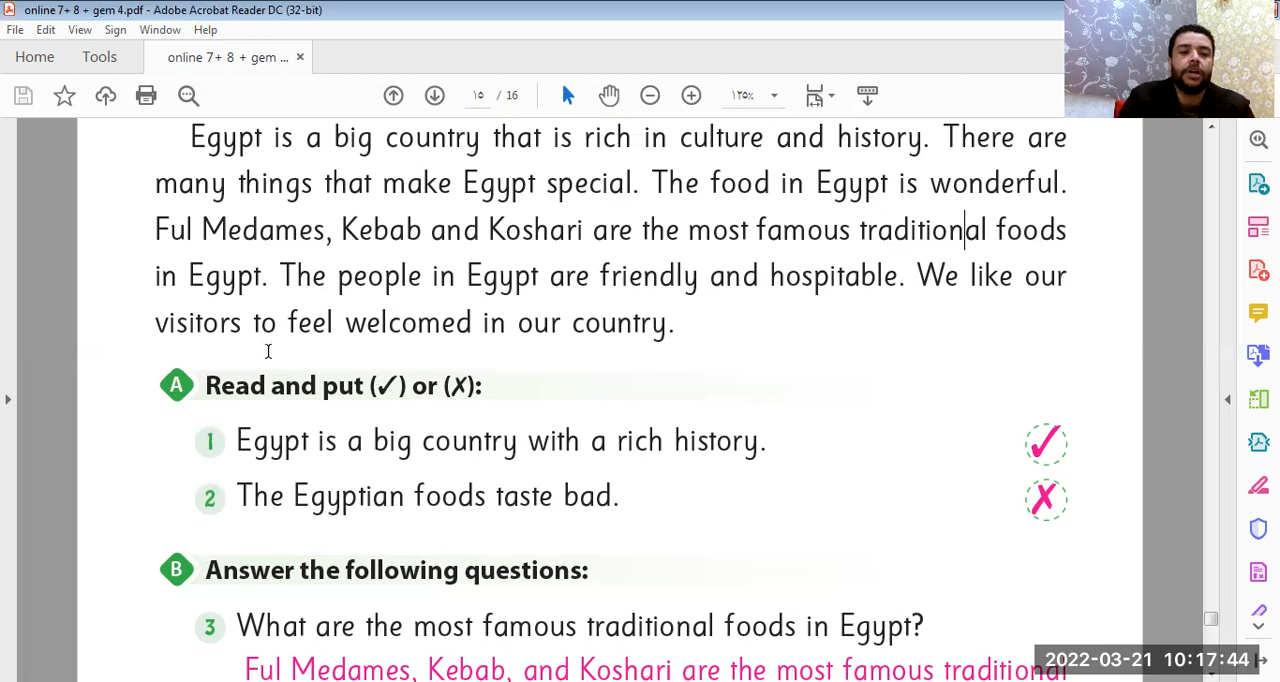 online 7+ 8 + gem 4.pdf - Adobe Acrobat Reader DC (32-bit)
File Edit View Sign Window Help
Home Tools online 7+ 8 + gem ... ×
١٥ / 16 ١٢٥%
Egypt is a big country that is rich in culture and history. There are
many things that make Egypt special. The food in Egypt is wonderful.
Ful Medames, Kebab and Koshari are the most famous traditional foods
in Egypt. The people in Egypt are friendly and hospitable. We like our
visitors to feel welcomed in our country.
A Read and put (✓) or (✗):
1 Egypt is a big country with a rich history. ✓
2 The Egyptian foods taste bad. ✗
B Answer the following questions:
3 What are the most famous traditional foods in Egypt?
Ful Medames, Kebab, and Koshari are the most famous traditional
2022-03-21 10:17:44